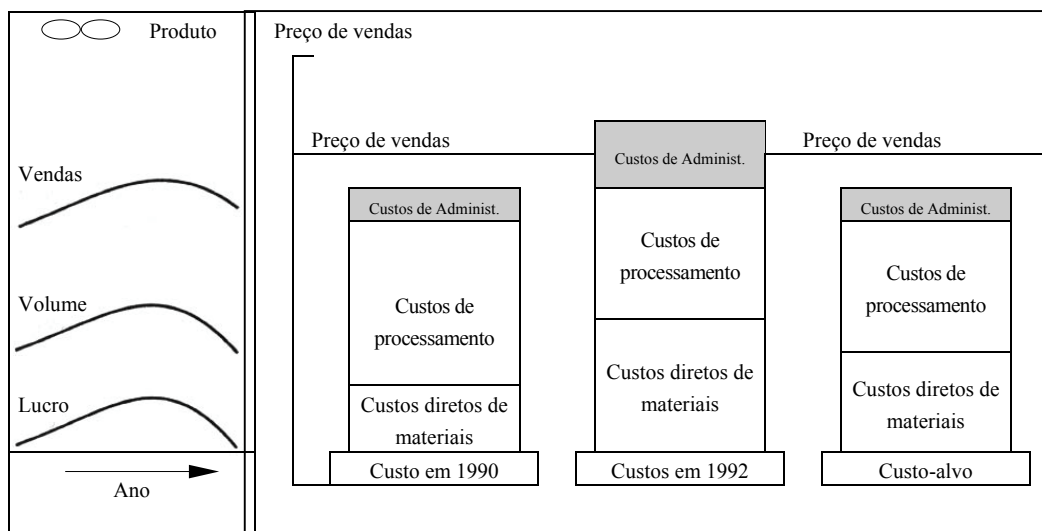 Produto
Vendas
Volume
Lucro
Ano
Preço de vendas
Preço de vendas
Preço de vendas
Custos de Administ.
Custos de
processamento
Custos diretos de
materiais
Custo em 1990
Custos de Administ.
Custos de
processamento
Custos diretos de
materiais
Custos em 1992
Custos de Administ.
Custos de
processamento
Custos diretos de
materiais
Custo-alvo